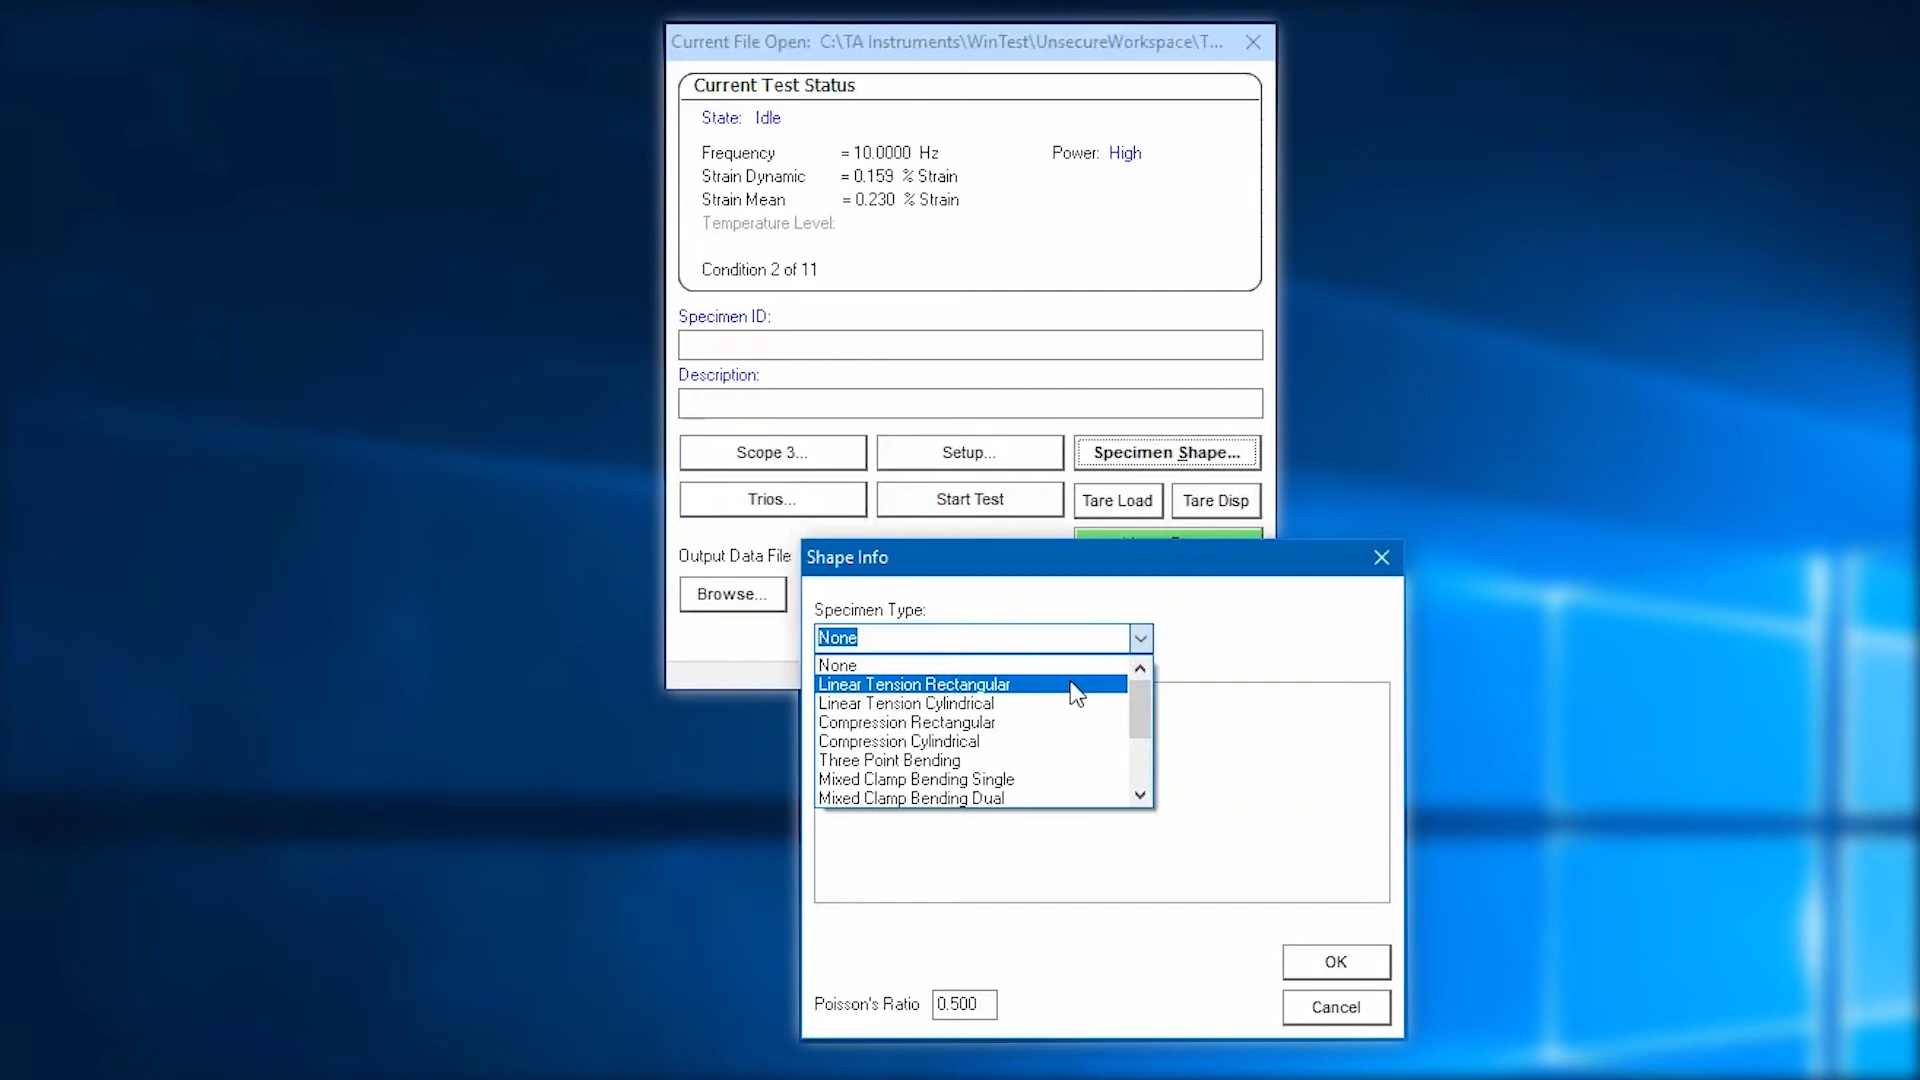 Current File Open: C:\TA Instruments\WinTest\UnsecureWorkspace\T...
Current Test Status
State: Idle
Frequency = 10.0000 Hz Power: High
Strain Dynamic = 0.159 % Strain
Strain Mean = 0.230 % Strain
Temperature Level:
Condition 2 of 11
Specimen ID:
Description:
Scope 3... Setup... Specimen Shape...
Trios... Start Test Tare Load Tare Disp
Output Data File
Browse...
Shape Info
Specimen Type:
None
None
Linear Tension Rectangular
Linear Tension Cylindrical
Compression Rectangular
Compression Cylindrical
Three Point Bending
Mixed Clamp Bending Single
Mixed Clamp Bending Dual
OK
Poisson's Ratio 0.500
Cancel